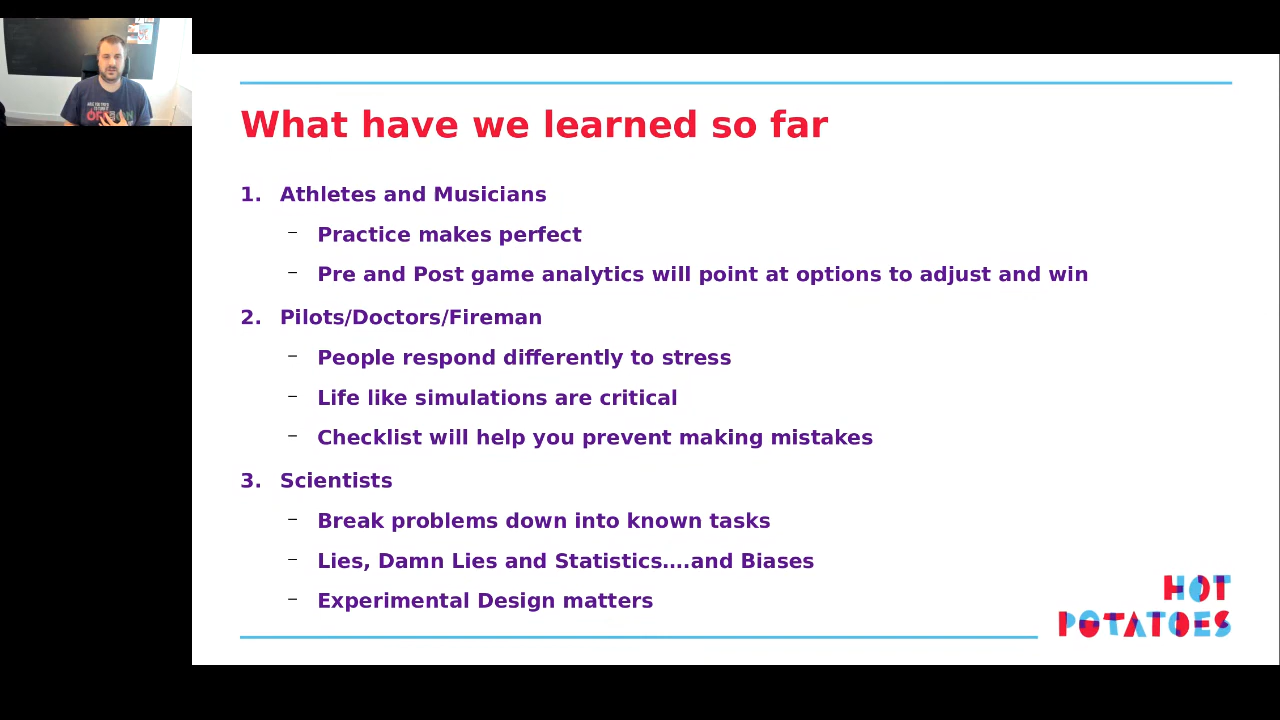 What have we learned so far
1. Athletes and Musicians
– Practice makes perfect
– Pre and Post game analytics will point at options to adjust and win
2. Pilots/Doctors/Fireman
– People respond differently to stress
– Life like simulations are critical
– Checklist will help you prevent making mistakes
3. Scientists
– Break problems down into known tasks
– Lies, Damn Lies and Statistics....and Biases
– Experimental Design matters
HOT
POTATOES